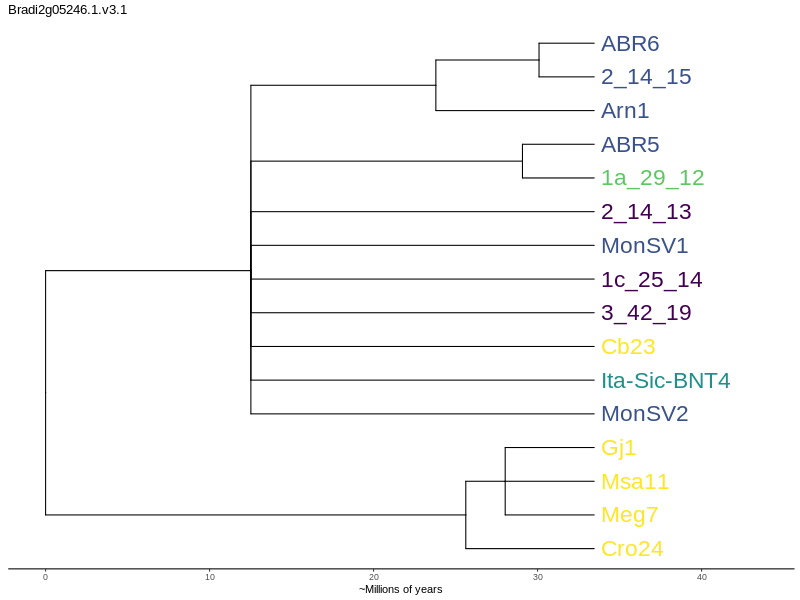 Bradi2g05246.1.v3.1
ABR6
2_14_15
Arn1
ABR5
1a_29_12
2_14_13
MonSV1
1c_25_14
3_42_19
Cb23
Ita-Sic-BNT4
MonSV2
Gj1
Msa11
Meg7
Cro24
0 10 20 30 40
~Millions of years